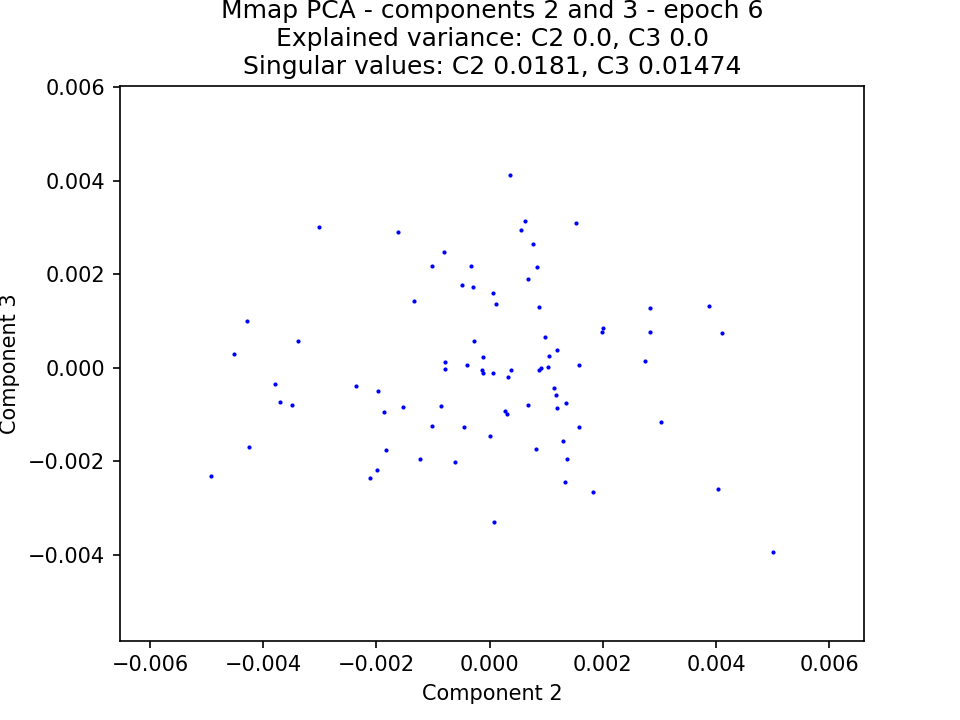 Mmap PCA - components 2 and 3 - epoch 6
Explained variance: C2 0.0, C3 0.0
Singular values: C2 0.0181, C3 0.01474
0.006
0.004
0.002
0.000
−0.002
−0.004
Component 3
−0.006 −0.004 −0.002 0.000 0.002 0.004 0.006
Component 2